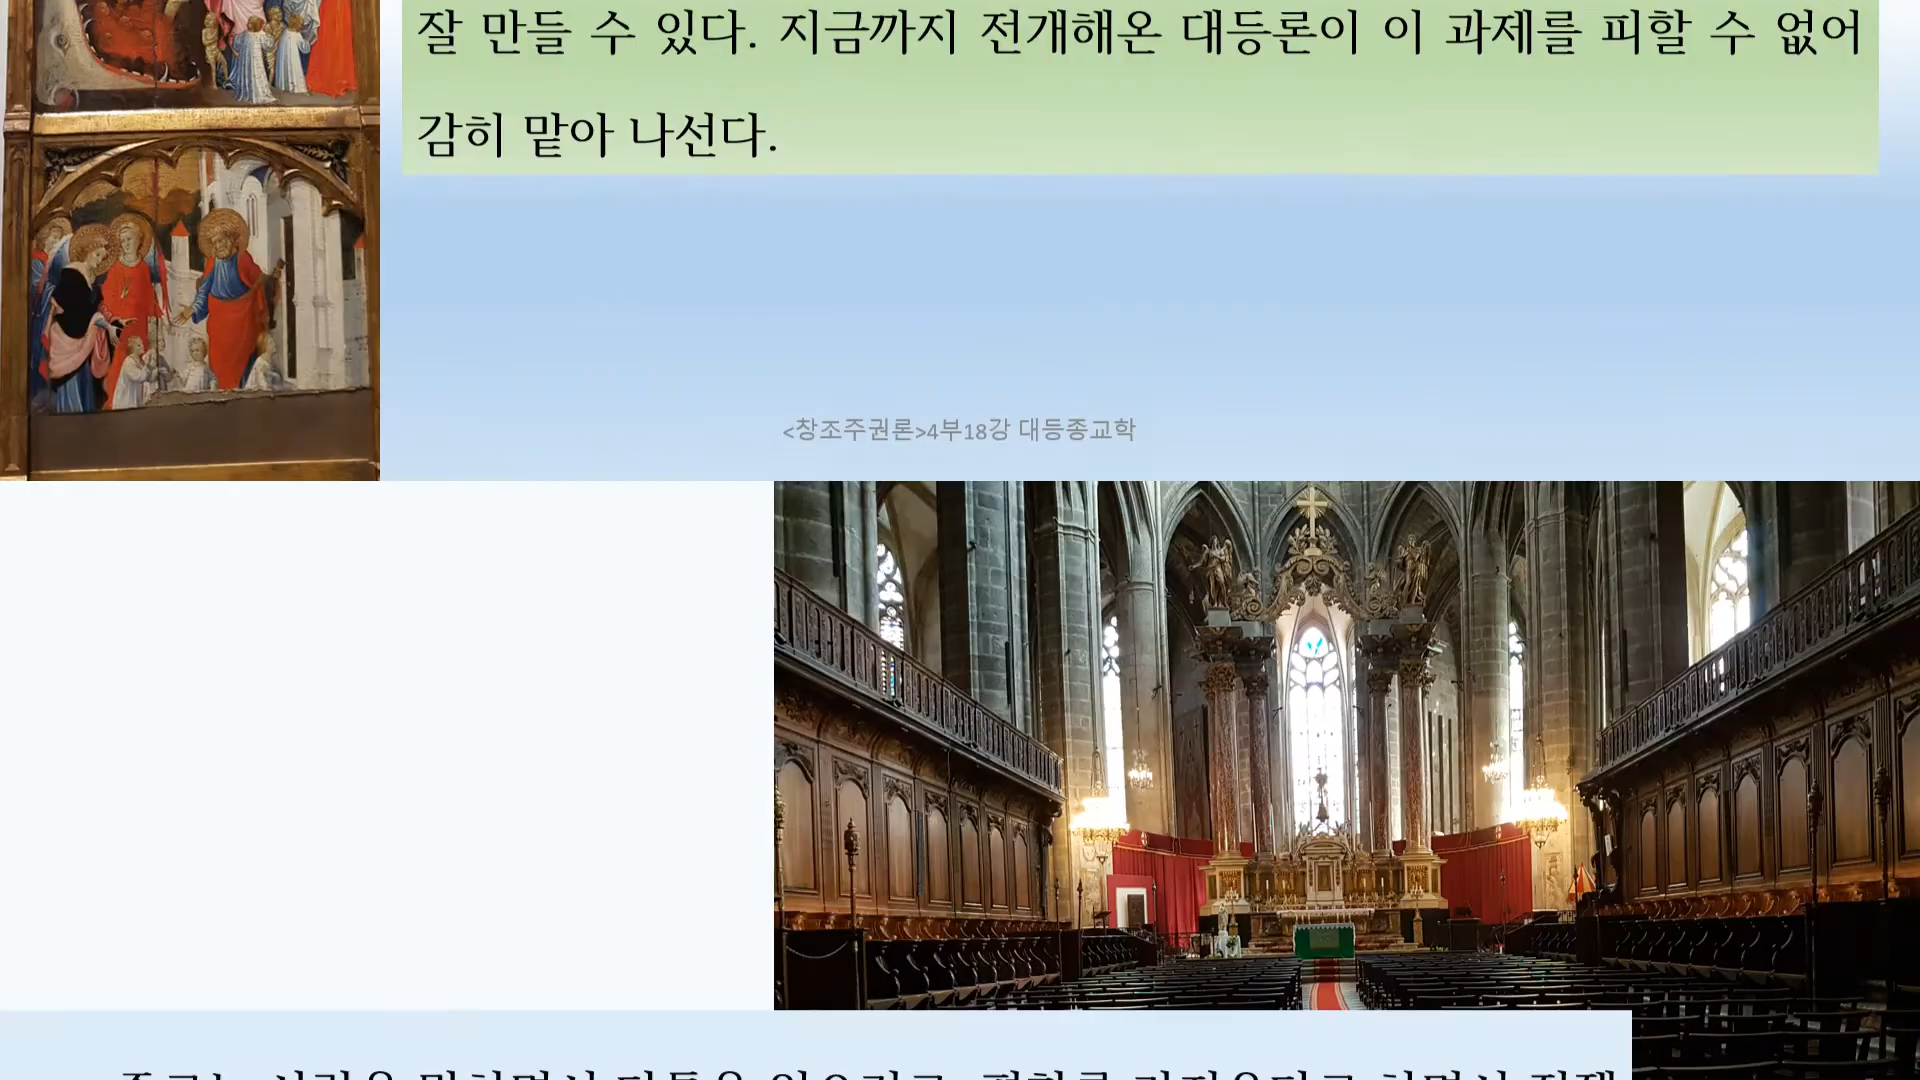 잘 만들 수 있다. 지금까지 전개해온 대등론이 이 과제를 피할 수 없어
감히 맡아 나선다.
<창조주권론>4부18강 대등종교학